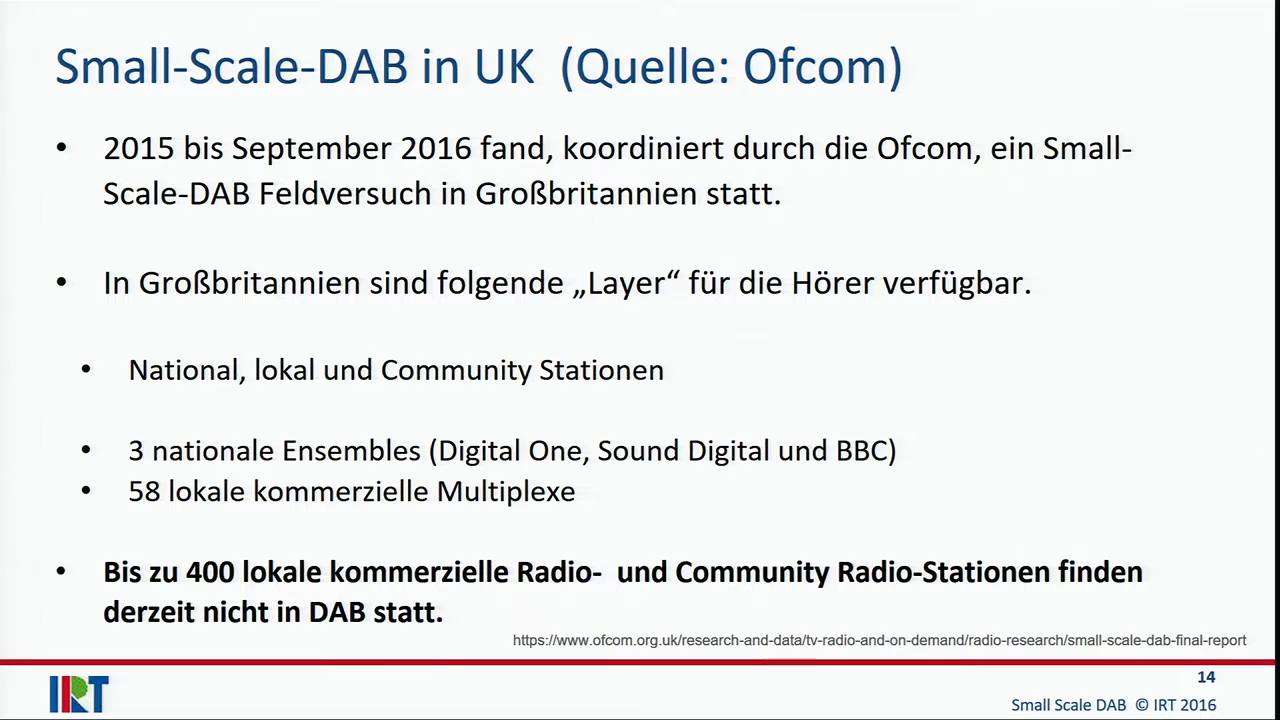 Small-Scale-DAB in UK (Quelle: Ofcom)
• 2015 bis September 2016 fand, koordiniert durch die Ofcom, ein Small-
Scale-DAB Feldversuch in Großbritannien statt.
• In Großbritannien sind folgende „Layer“ für die Hörer verfügbar.
• National, lokal und Community Stationen
• 3 nationale Ensembles (Digital One, Sound Digital und BBC)
• 58 lokale kommerzielle Multiplexe
• Bis zu 400 lokale kommerzielle Radio- und Community Radio-Stationen finden
derzeit nicht in DAB statt.
https://www.ofcom.org.uk/research-and-data/tv-radio-and-on-demand/radio-research/small-scale-dab-final-report
14
IRT
Small Scale DAB © IRT 2016